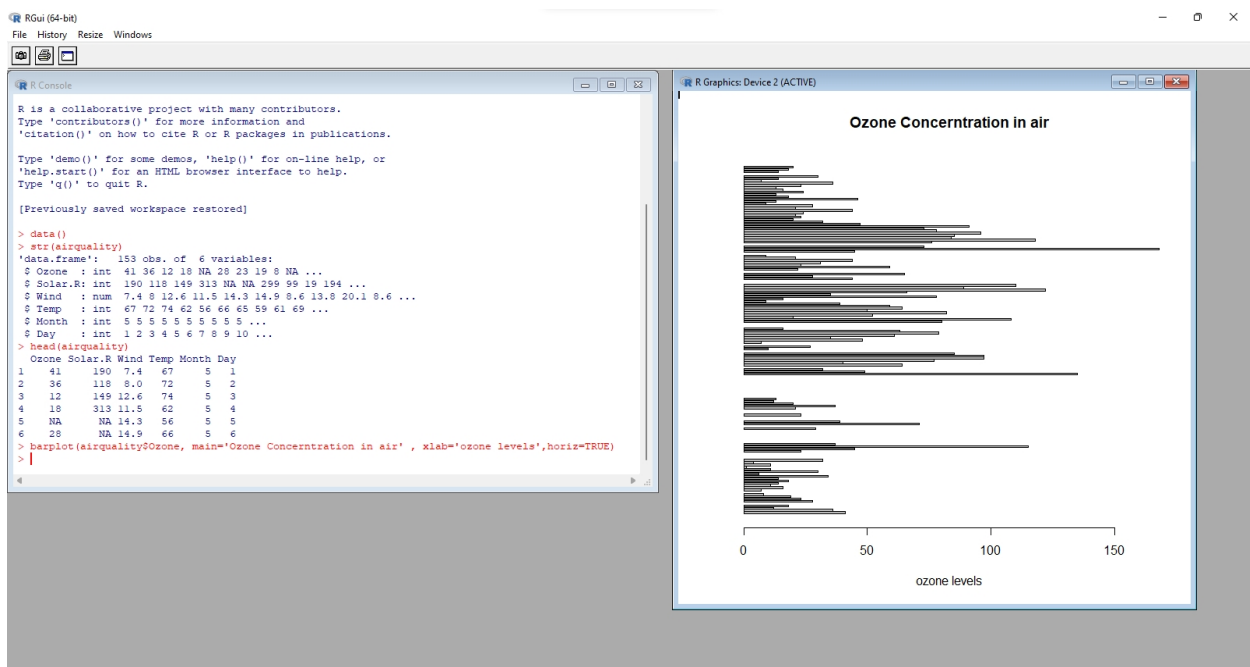 RGui (64-bit)
File History Resize Windows
R Console
R is a collaborative project with many contributors.
Type 'contributors()' for more information and
'citation()' on how to cite R or R packages in publications.
Type 'demo()' for some demos, 'help()' for on-line help, or
'help.start()' for an HTML browser interface to help.
Type 'q()' to quit R.
[Previously saved workspace restored]
> data()
> str(airquality)
'data.frame':   153 obs. of  6 variables:
 $ Ozone  : int  41 36 12 18 NA 28 23 19 8 NA ...
 $ Solar.R: int  190 118 149 313 NA NA 299 99 19 194 ...
 $ Wind   : num  7.4 8 12.6 11.5 14.3 14.9 8.6 13.8 20.1 8.6 ...
 $ Temp   : int  67 72 74 62 56 66 65 59 61 69 ...
 $ Month  : int  5 5 5 5 5 5 5 5 5 5 ...
 $ Day    : int  1 2 3 4 5 6 7 8 9 10 ...
> head(airquality)
  Ozone Solar.R Wind Temp Month Day
1    41     190  7.4   67     5   1
2    36     118  8.0   72     5   2
3    12     149 12.6   74     5   3
4    18     313 11.5   62     5   4
5    NA      NA 14.3   56     5   5
6    28      NA 14.9   66     5   6
> barplot(airquality$Ozone, main='Ozone Concerntration in air' , xlab='ozone levels',horiz=TRUE)
>
R Graphics: Device 2 (ACTIVE)
Ozone Concerntration in air
0 50 100 150
ozone levels